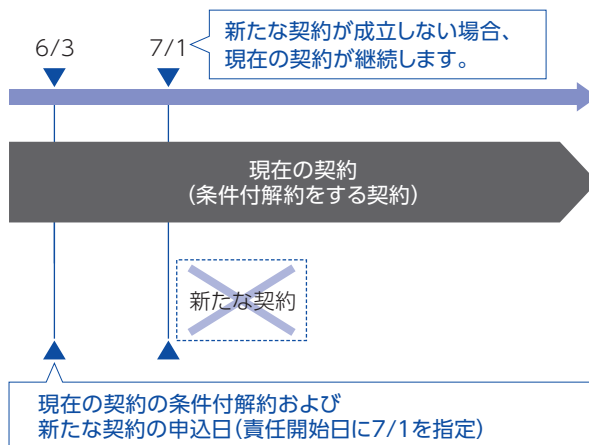 6/3
7/1
新たな契約が成立しない場合、
現在の契約が継続します。
現在の契約
(条件付解約をする契約)
新たな契約
現在の契約の条件付解約および
新たな契約の申込日(責任開始日に7/1を指定)